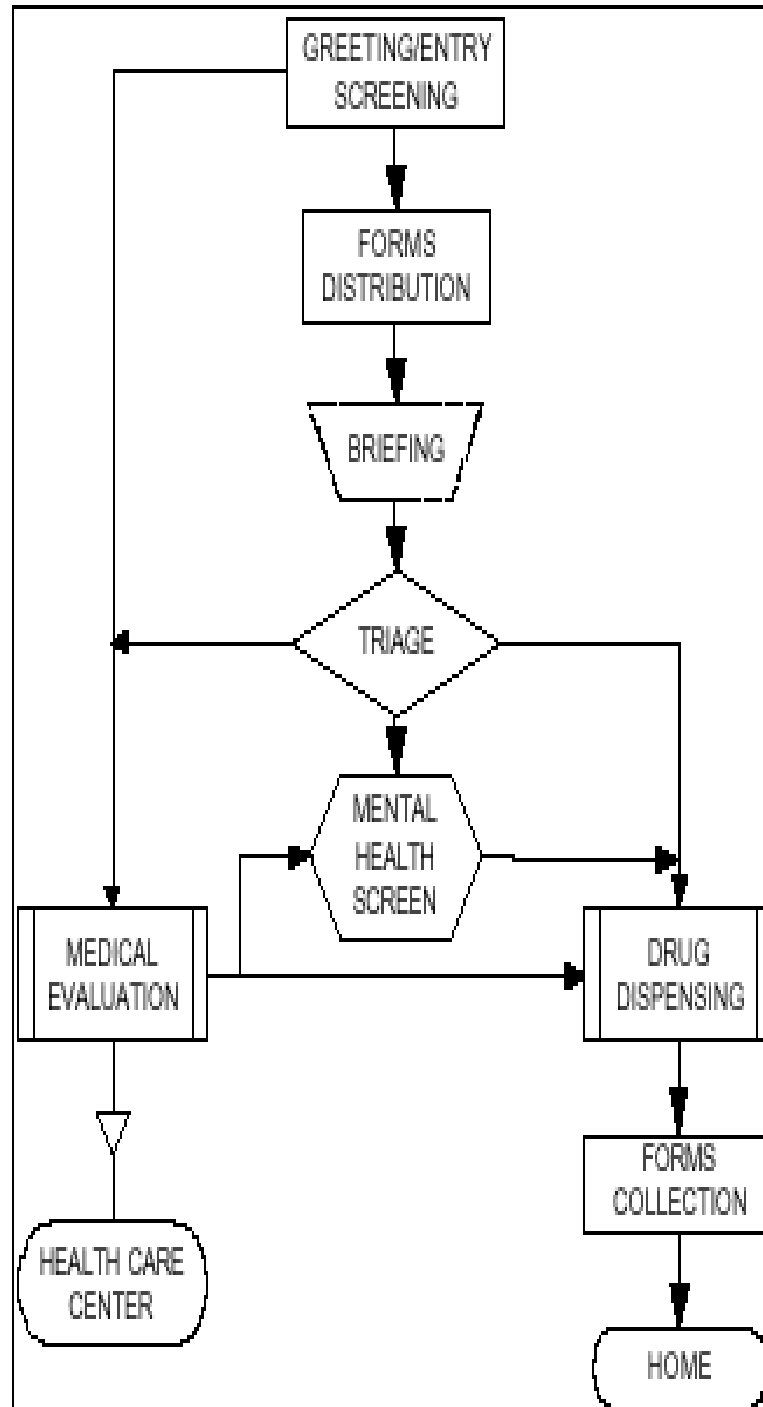 GREETING/ENTRY
SCREENING
FORMS
DISTRIBUTION
BRIEFING
TRIAGE
MENTAL
HEALTH
SCREEN
MEDICAL
EVALUATION
DRUG
DISPENSING
FORMS
COLLECTION
HEALTH CARE
CENTER
HOME